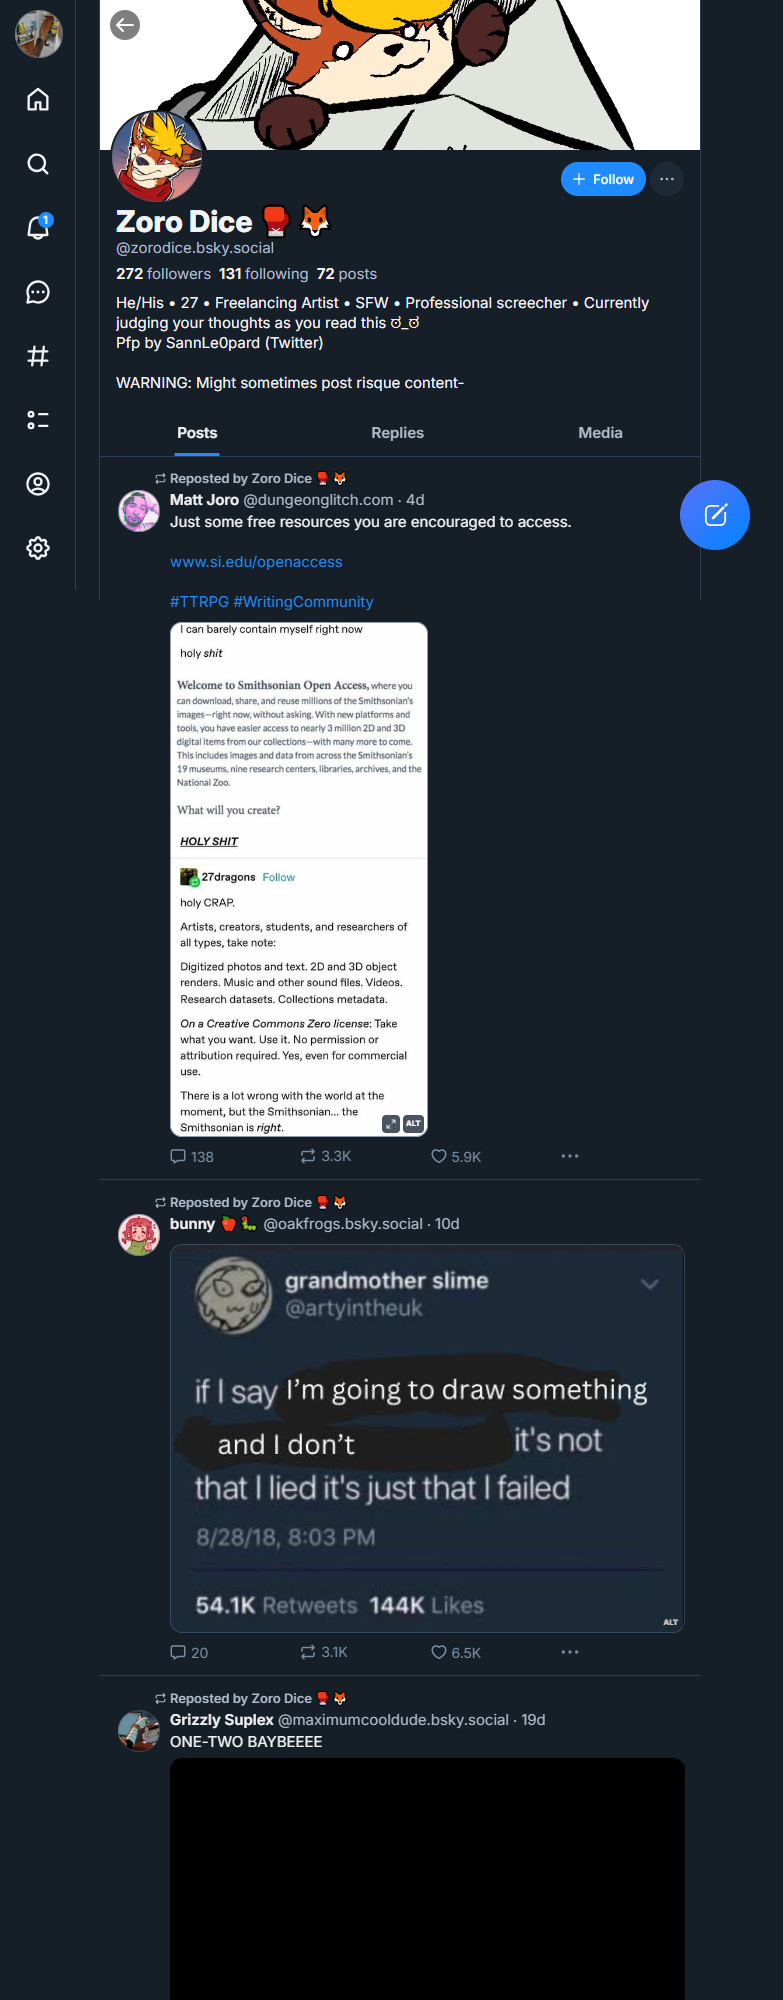 1
+ Follow
Zoro Dice 🥊🦊
@zorodice.bsky.social
272 followers 131 following 72 posts
He/His • 27 • Freelancing Artist • SFW • Professional screecher • Currently
judging your thoughts as you read this ಠ_ಠ
Pfp by SannLe0pard (Twitter)
WARNING: Might sometimes post risque content-
Posts Replies Media
Reposted by Zoro Dice 🥊🦊
Matt Joro @dungeonglitch.com · 4d
Just some free resources you are encouraged to access.
www.si.edu/openaccess
#TTRPG #WritingCommunity
I can barely contain myself right now
holy shit
Welcome to Smithsonian Open Access, where you
can download, share, and reuse millions of the Smithsonian's
images—right now, without asking. With new platforms and
tools, you have easier access to nearly 3 million 2D and 3D
digital items from our collections—with many more to come.
This includes images and data from across the Smithsonian's
19 museums, nine research centers, libraries, archives, and the
National Zoo.
What will you create?
HOLY SHIT
27dragons Follow
holy CRAP.
Artists, creators, students, and researchers of
all types, take note:
Digitized photos and text. 2D and 3D object
renders. Music and other sound files. Videos.
Research datasets. Collections metadata.
On a Creative Commons Zero license: Take
what you want. Use it. No permission or
attribution required. Yes, even for commercial
use.
There is a lot wrong with the world at the
moment, but the Smithsonian... the
Smithsonian is right.
ALT
138 3.3K 5.9K
Reposted by Zoro Dice 🥊🦊
bunny 🍎🐛 @oakfrogs.bsky.social · 10d
grandmother slime
@artyintheuk
if I say I'm going to draw something
and I don't it's not
that I lied it's just that I failed
8/28/18, 8:03 PM
54.1K Retweets 144K Likes
ALT
20 3.1K 6.5K
Reposted by Zoro Dice 🥊🦊
Grizzly Suplex @maximumcooldude.bsky.social · 19d
ONE-TWO BAYBEEEE